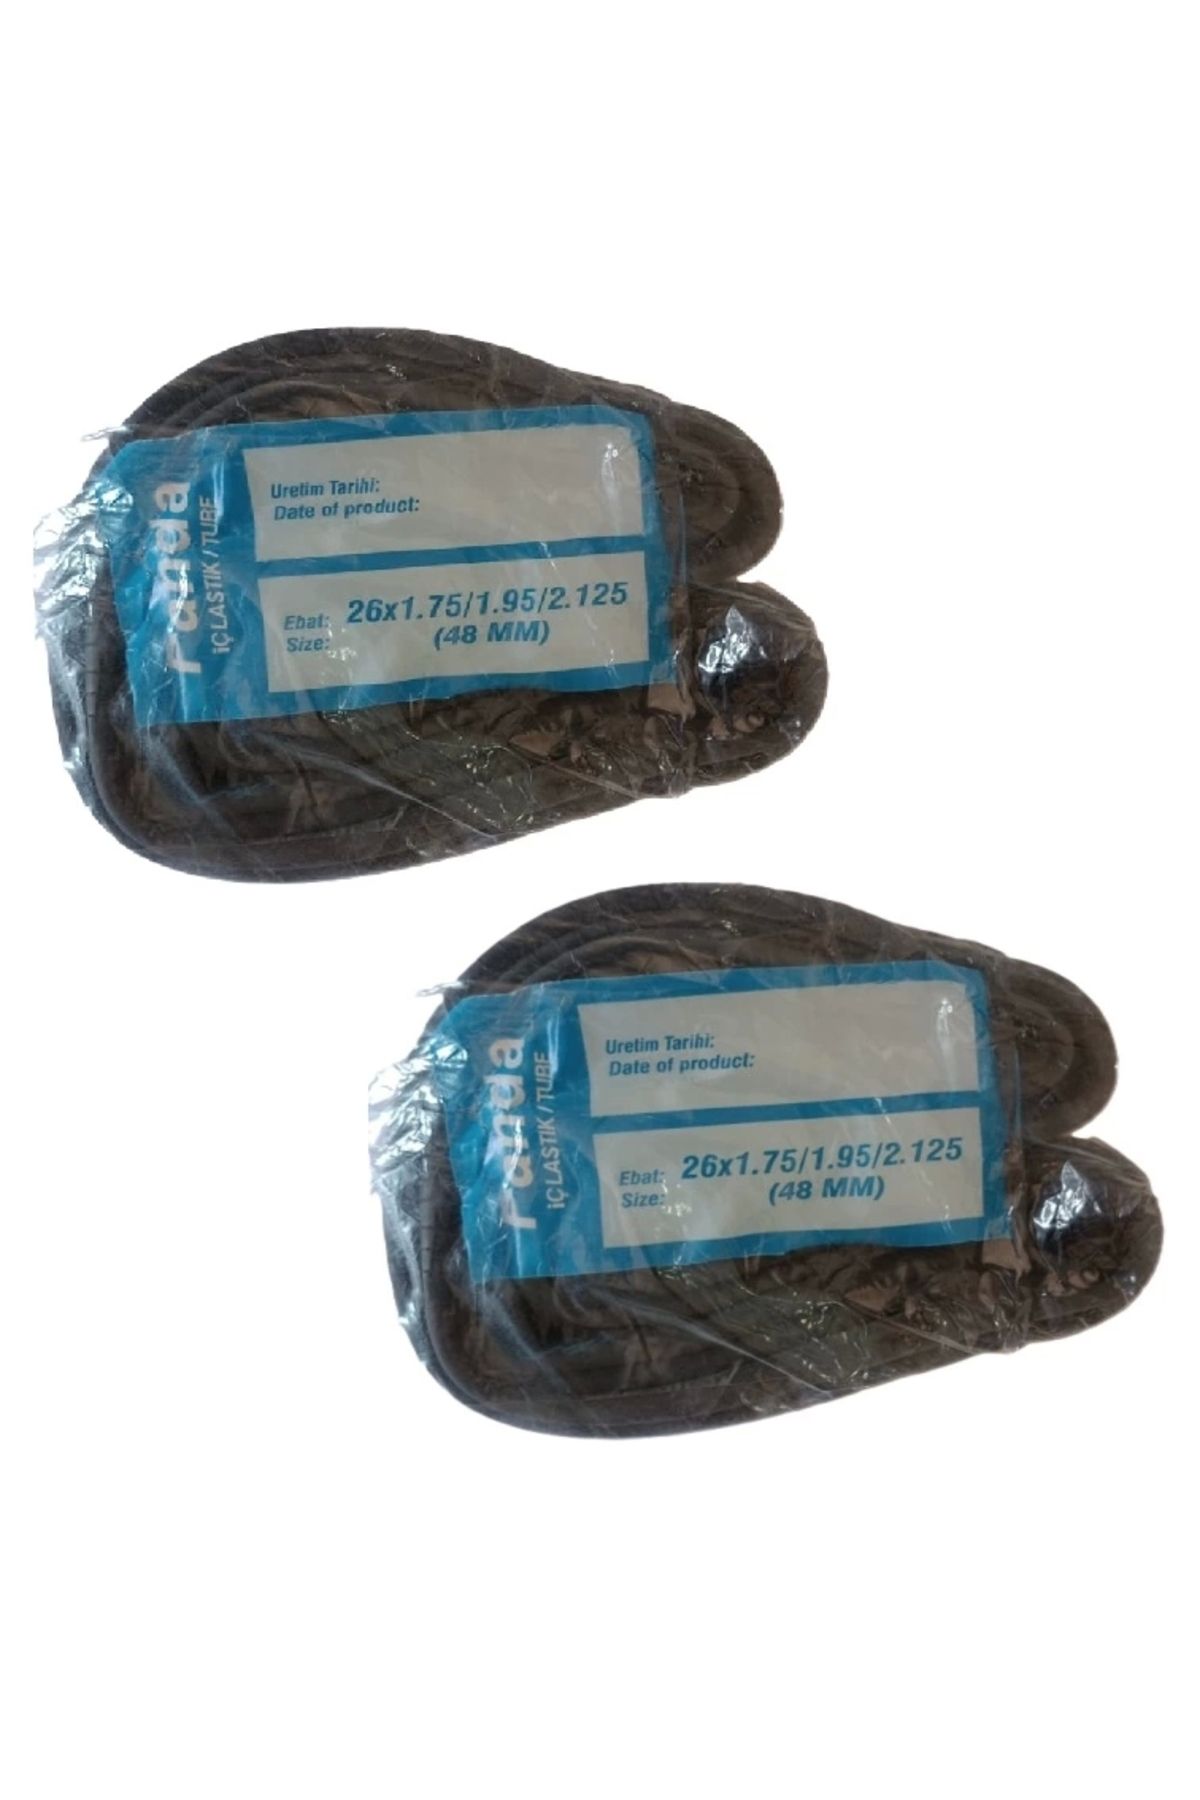 Panda
İÇ LASTİK / TUBE
Uretim Tarihi:
Date of product:
Ebat:
Size:
26x1.75/1.95/2.125
(48 MM)
Panda
İÇ LASTİK / TUBE
Uretim Tarihi:
Date of product:
Ebat:
Size:
26x1.75/1.95/2.125
(48 MM)